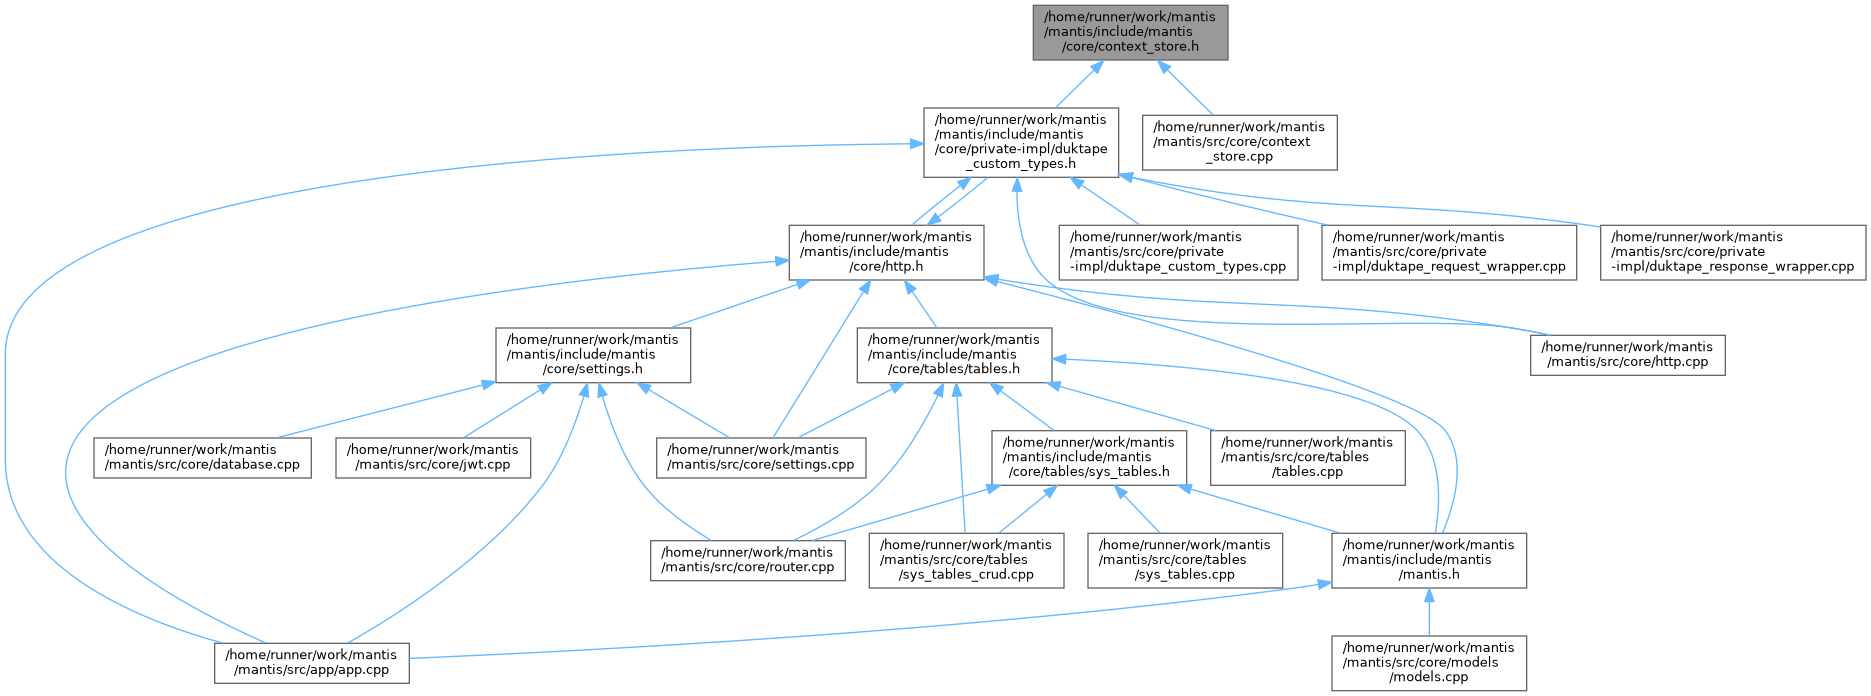 /home/runner/work/mantis
/mantis/include/mantis
/core/context_store.h
/home/runner/work/mantis
/mantis/include/mantis
/core/private-impl/duktape
_custom_types.h
/home/runner/work/mantis
/mantis/src/core/context
_store.cpp
/home/runner/work/mantis
/mantis/include/mantis
/core/http.h
/home/runner/work/mantis
/mantis/src/core/private
-impl/duktape_custom_types.cpp
/home/runner/work/mantis
/mantis/src/core/private
-impl/duktape_request_wrapper.cpp
/home/runner/work/mantis
/mantis/src/core/private
-impl/duktape_response_wrapper.cpp
/home/runner/work/mantis
/mantis/include/mantis
/core/settings.h
/home/runner/work/mantis
/mantis/include/mantis
/core/tables/tables.h
/home/runner/work/mantis
/mantis/src/core/http.cpp
/home/runner/work/mantis
/mantis/src/core/database.cpp
/home/runner/work/mantis
/mantis/src/core/jwt.cpp
/home/runner/work/mantis
/mantis/src/core/settings.cpp
/home/runner/work/mantis
/mantis/include/mantis
/core/tables/sys_tables.h
/home/runner/work/mantis
/mantis/src/core/tables
/tables.cpp
/home/runner/work/mantis
/mantis/src/core/router.cpp
/home/runner/work/mantis
/mantis/src/core/tables
/sys_tables_crud.cpp
/home/runner/work/mantis
/mantis/src/core/tables
/sys_tables.cpp
/home/runner/work/mantis
/mantis/include/mantis
/mantis.h
/home/runner/work/mantis
/mantis/src/app/app.cpp
/home/runner/work/mantis
/mantis/src/core/models
/models.cpp